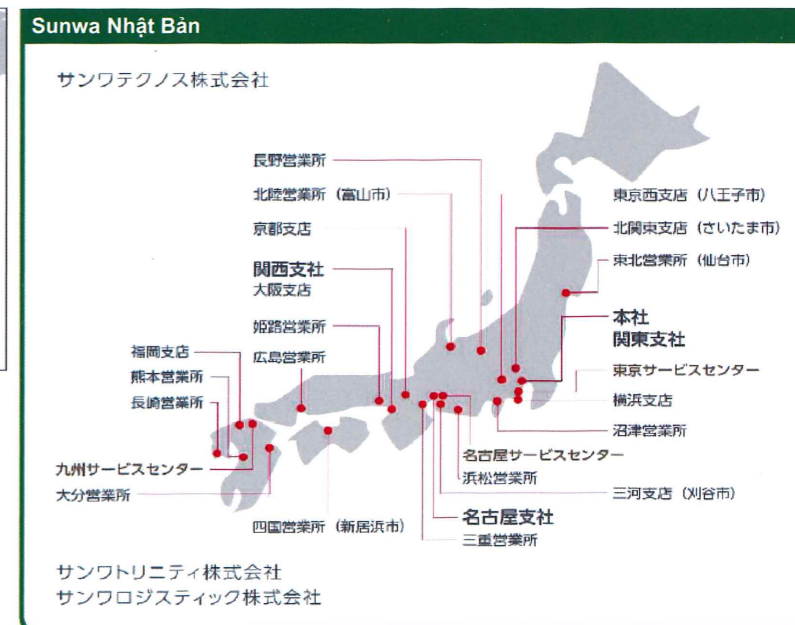 Sunwa Nhật Bản
サンワテクノス株式会社
長野営業所
北陸営業所 (富山市)
東京西支店 (八王子市)
京都支店
北関東支店 (さいたま市)
関西支社
東北営業所 (仙台市)
大阪支店
本社
姫路営業所
関東支社
福岡支店
広島営業所
東京サービスセンター
熊本営業所
長崎営業所
横浜支店
沼津営業所
名古屋サービスセンター
九州サービスセンター
浜松営業所
大分営業所
三河支店 (刈谷市)
名古屋支社
四国営業所 (新居浜市)
三重営業所
サンワトリニティ株式会社
サンワロジスティック株式会社